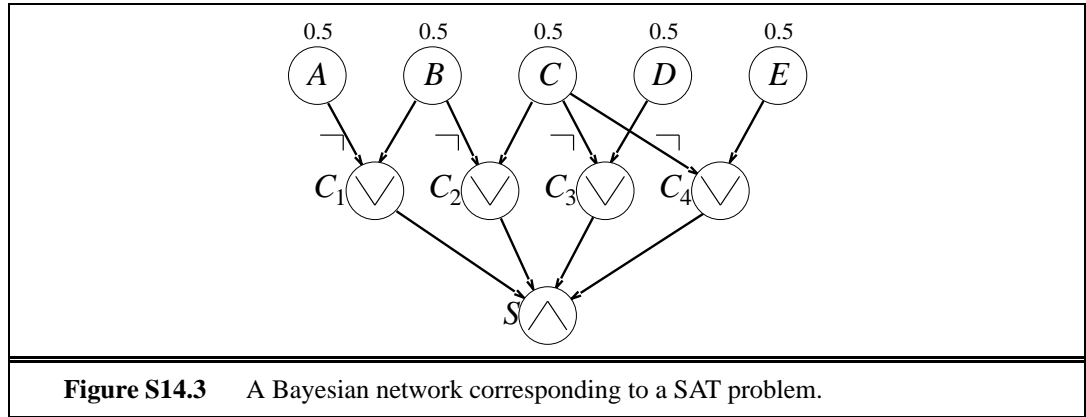 0.5 0.5 0.5 0.5 0.5
A B C D E
¬ ¬ ¬ ¬
C1 ∨ C2 ∨ C3 ∨ C4 ∨
S ∧
Figure S14.3 A Bayesian network corresponding to a SAT problem.